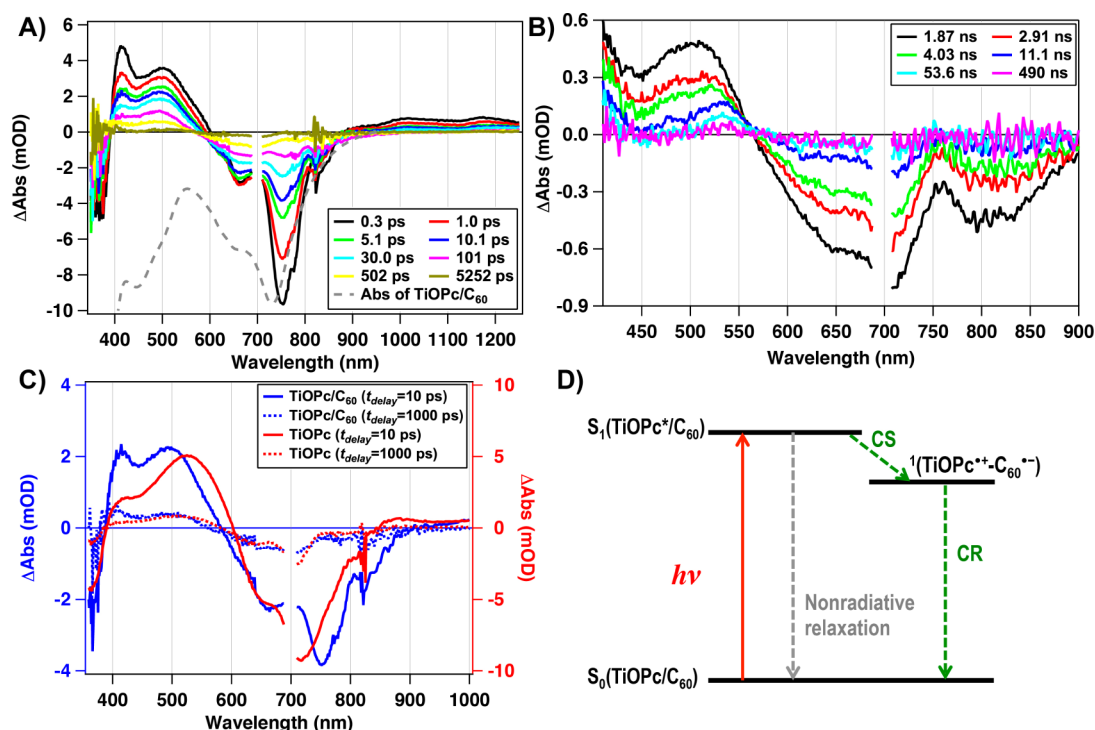 A)
6
4
2
0
-2
-4
-6
-8
-10
ΔAbs (mOD)
0.3 ps
1.0 ps
5.1 ps
10.1 ps
30.0 ps
101 ps
502 ps
5252 ps
Abs of TiOPc/C₆₀
400 500 600 700 800 900 1000 1100 1200
Wavelength (nm)
B)
0.6
0.3
0.0
-0.3
-0.6
-0.9
ΔAbs (mOD)
1.87 ns
2.91 ns
4.03 ns
11.1 ns
53.6 ns
490 ns
450 500 550 600 650 700 750 800 850 900
Wavelength (nm)
C)
4
2
0
-2
-4
ΔAbs (mOD)
TiOPc/C₆₀ (t_delay=10 ps)
TiOPc/C₆₀ (t_delay=1000 ps)
TiOPc (t_delay=10 ps)
TiOPc (t_delay=1000 ps)
10
5
0
-5
-10
ΔAbs (mOD)
400 500 600 700 800 900 1000
Wavelength (nm)
D)
S₁(TiOPc*/C₆₀)
CS
¹(TiOPc•⁺-C₆₀•⁻)
hν
Nonradiative
relaxation
CR
S₀(TiOPc/C₆₀)